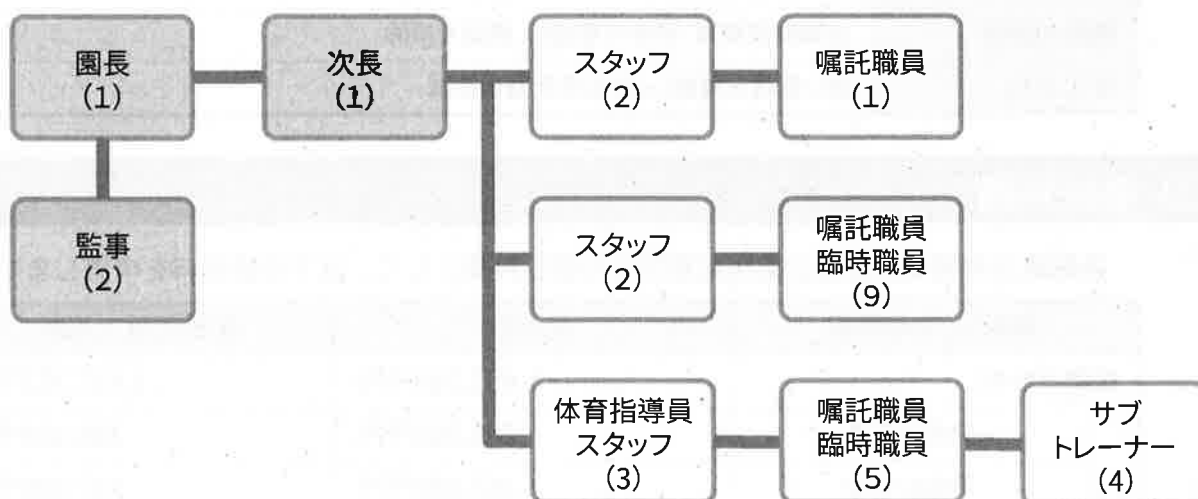 園長
(1)
次長
(1)
スタッフ
(2)
嘱託職員
(1)
監事
(2)
スタッフ
(2)
嘱託職員
臨時職員
(9)
体育指導員
スタッフ
(3)
嘱託職員
臨時職員
(5)
サブ
トレーナー
(4)